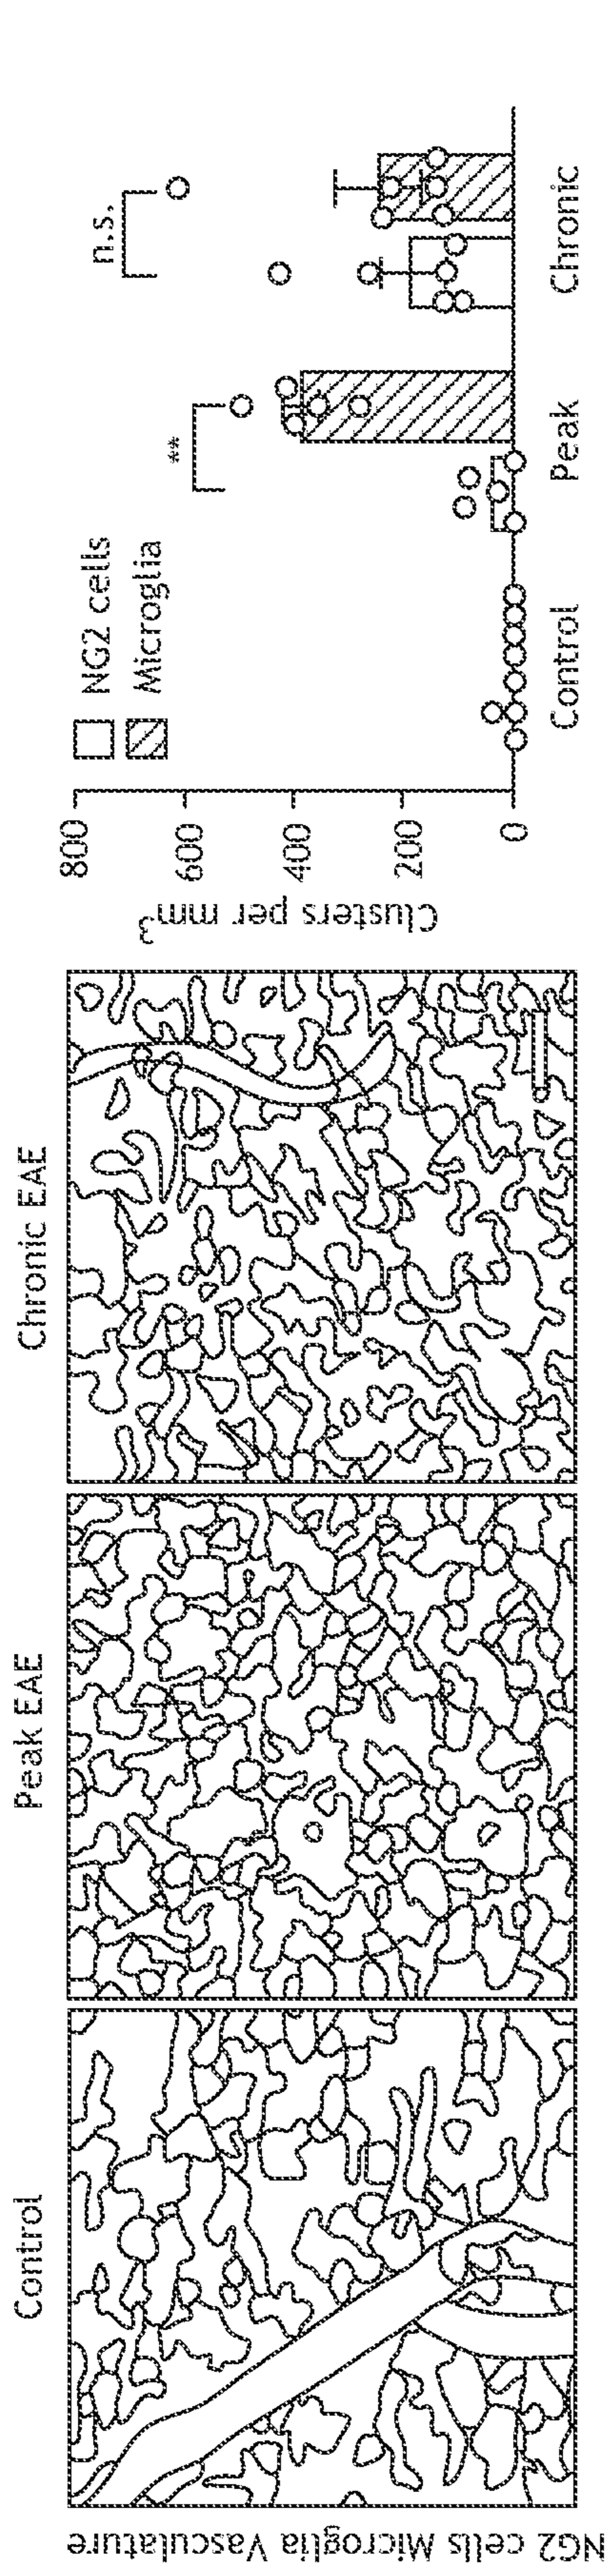 Control
Peak EAE
Chronic EAE
NG2 cells Microglia Vasculature
Clusters per mm3
800
600
400
200
0
NG2 cells
Microglia
**
n.s.
Control
Peak
Chronic